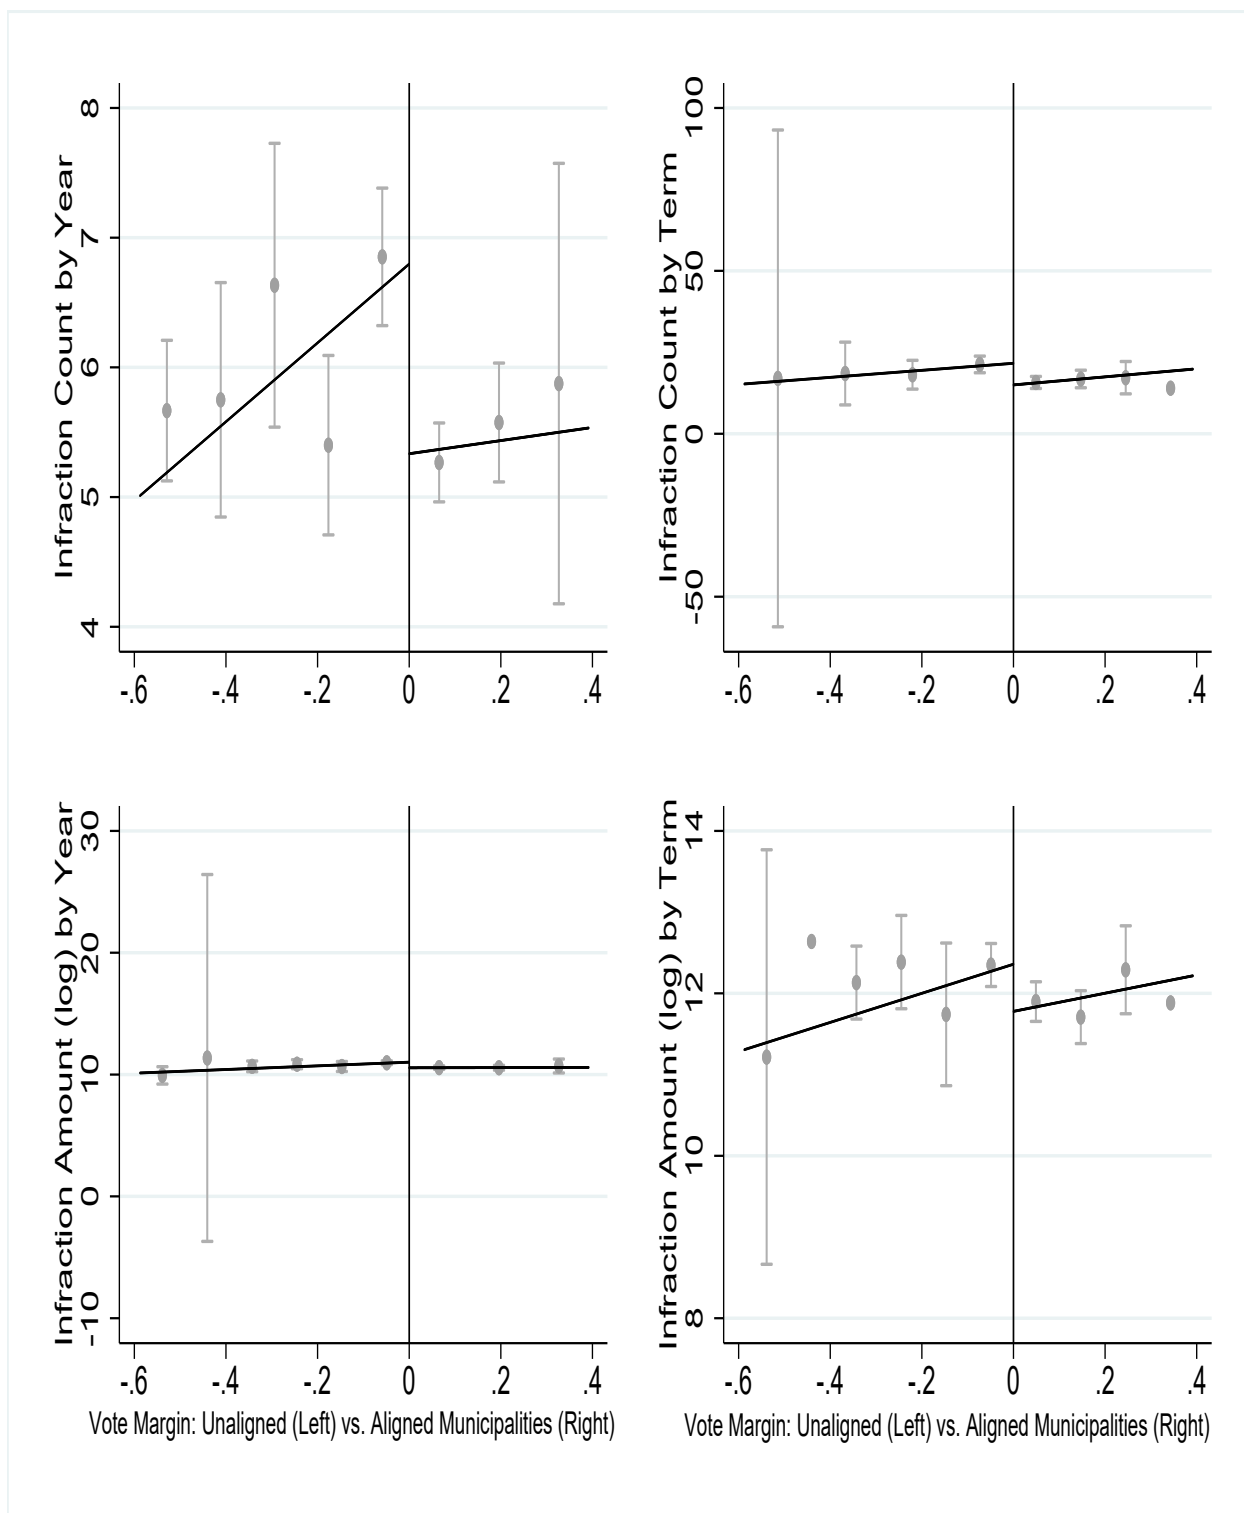 Infraction Count by Year
8
7
6
5
4
-.6 -.4 -.2 0 .2 .4
Infraction Count by Term
100
50
0
-50
-.6 -.4 -.2 0 .2 .4
Infraction Amount (log) by Year
30
20
10
0
-10
-.6 -.4 -.2 0 .2 .4
Vote Margin: Unaligned (Left) vs. Aligned Municipalities (Right)
Infraction Amount (log) by Term
14
12
10
8
-.6 -.4 -.2 0 .2 .4
Vote Margin: Unaligned (Left) vs. Aligned Municipalities (Right)